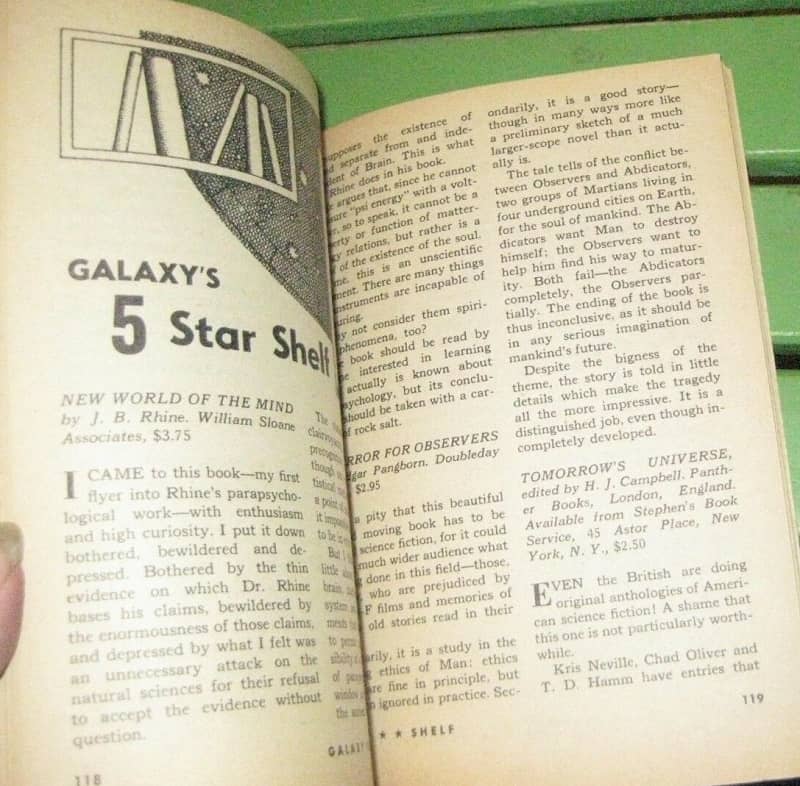 GALAXY'S
5 Star Shelf
NEW WORLD OF THE MIND
by J. B. Rhine. William Sloane
Associates, $3.75
I CAME to this book—my first
flyer into Rhine's parapsycho-
logical work—with enthusiasm
and high curiosity. I put it down
bothered, bewildered and de-
pressed. Bothered by the thin
evidence on which Dr. Rhine
bases his claims, bewildered by
the enormousness of those claims,
and depressed by what I felt was
an unnecessary attack on the
natural sciences for their refusal
to accept the evidence without
question.
118
The
though
a point
to be
But
little
brain,
system
of
window
the same
GALAXY
the existence of
separate from and inde-
of Brain. This is what
Rhine does in his book.
argues that, since he cannot
"psi energy" with a volt-
so to speak, it cannot be a
or function of matter-
relations, but rather is a
of the existence of the soul.
me, this is an unscientific
There are many things
instruments are incapable of
not consider them spiri-
phenomena, too?
book should be read by
interested in learning
actually is known about
but its conclu-
should be taken with a car-
of rock salt.
FOR OBSERVERS
Pangborn. Doubleday
$2.95
a pity that this beautiful
moving book has to be
science fiction, for it could
much wider audience what
done in this field—those,
who are prejudiced by
films and memories of
old stories read in their
it is a study in the
ethics of Man: ethics
are fine in principle, but
ignored in practice. Sec-
★ ★ SHELF
ondarily, it is a good story—
though in many ways more like
a preliminary sketch of a much
larger-scope novel than it actu-
ally is.
The tale tells of the conflict be-
tween Observers and Abdicators,
two groups of Martians living in
four underground cities on Earth,
for the soul of mankind. The Ab-
dicators want Man to destroy
himself; the Observers want to
help him find his way to matur-
ity. Both fail—the Abdicators
completely, the Observers par-
tially. The ending of the book is
thus inconclusive, as it should be
in any serious imagination of
mankind's future.
Despite the bigness of the
theme, the story is told in little
details which make the tragedy
all the more impressive. It is a
distinguished job, even though in-
completely developed.
TOMORROW'S UNIVERSE,
edited by H. J. Campbell. Panth-
er Books, London, England.
Available from Stephen's Book
Service, 45 Astor Place, New
York, N. Y., $2.50
EVEN the British are doing
original anthologies of Ameri-
can science fiction! A shame that
this one is not particularly worth-
while.
Kris Neville, Chad Oliver and
T. D. Hamm have entries that
119